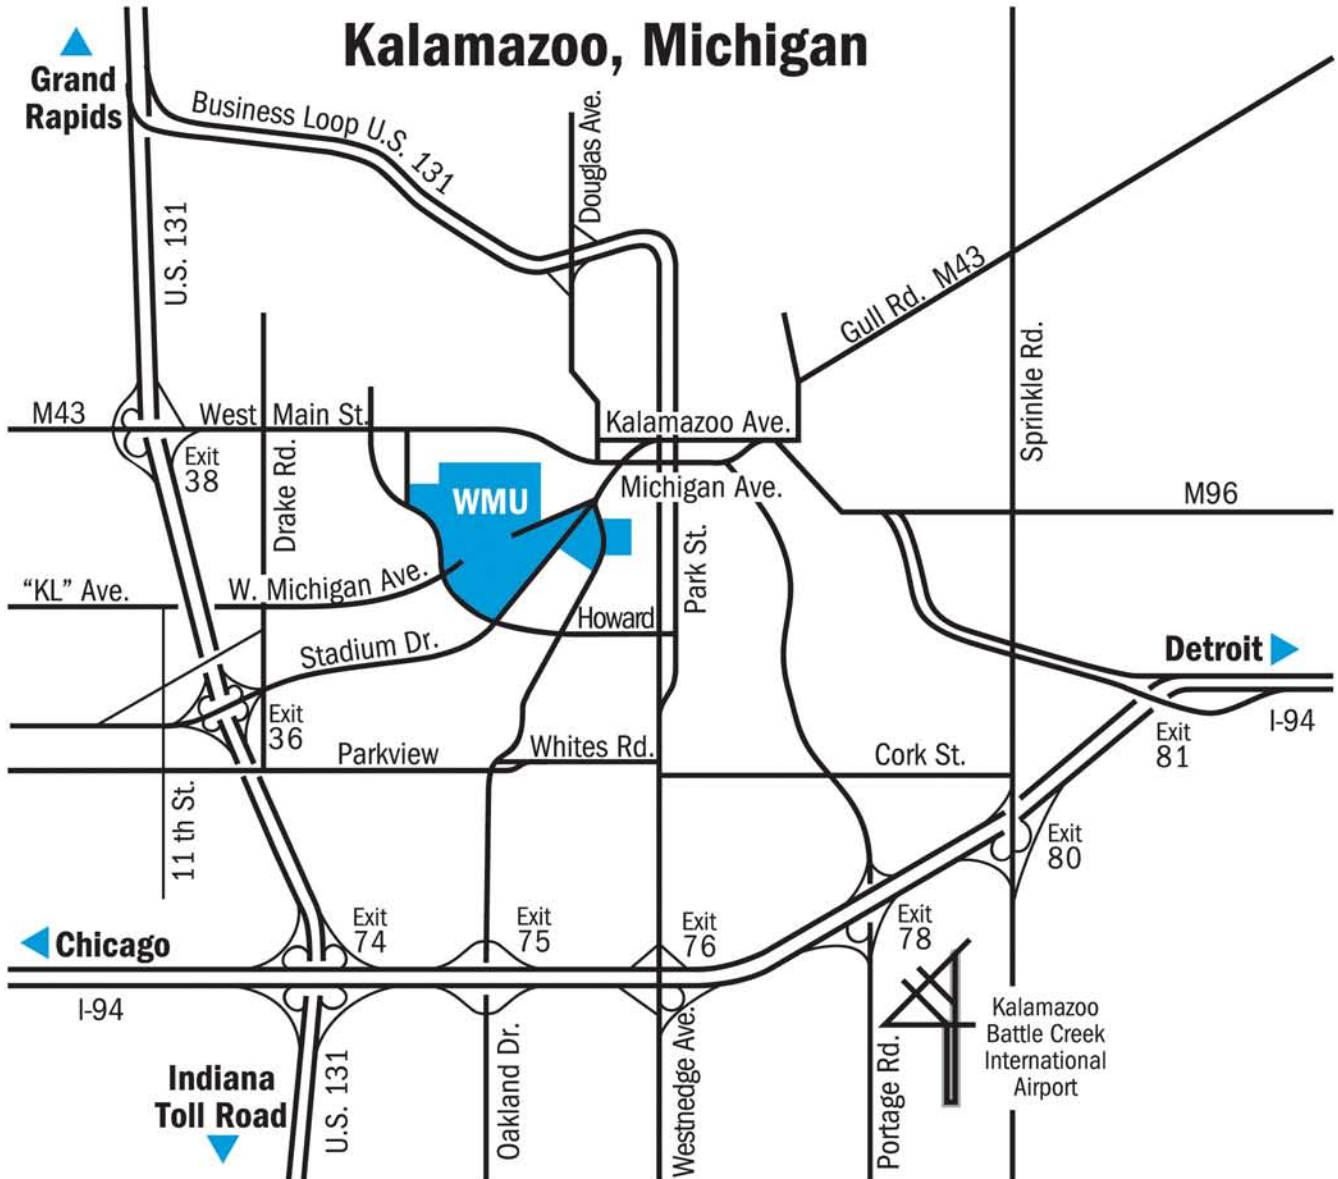 Kalamazoo, Michigan
Grand
Rapids
Business Loop U.S. 131
Douglas Ave.
U.S. 131
Gull Rd. M43
Sprinkle Rd.
M43
West Main St.
Kalamazoo Ave.
Exit
38
Drake Rd.
WMU
Michigan Ave.
M96
"KL" Ave.
W. Michigan Ave.
Park St.
Howard
Stadium Dr.
Detroit
Exit
36
I-94
Exit
81
Parkview
Whites Rd.
Cork St.
11 th St.
Exit
80
Chicago
Exit
74
Exit
75
Exit
76
Exit
78
I-94
Kalamazoo
Battle Creek
International
Airport
Indiana
Toll Road
U.S. 131
Oakland Dr.
Westnedge Ave.
Portage Rd.